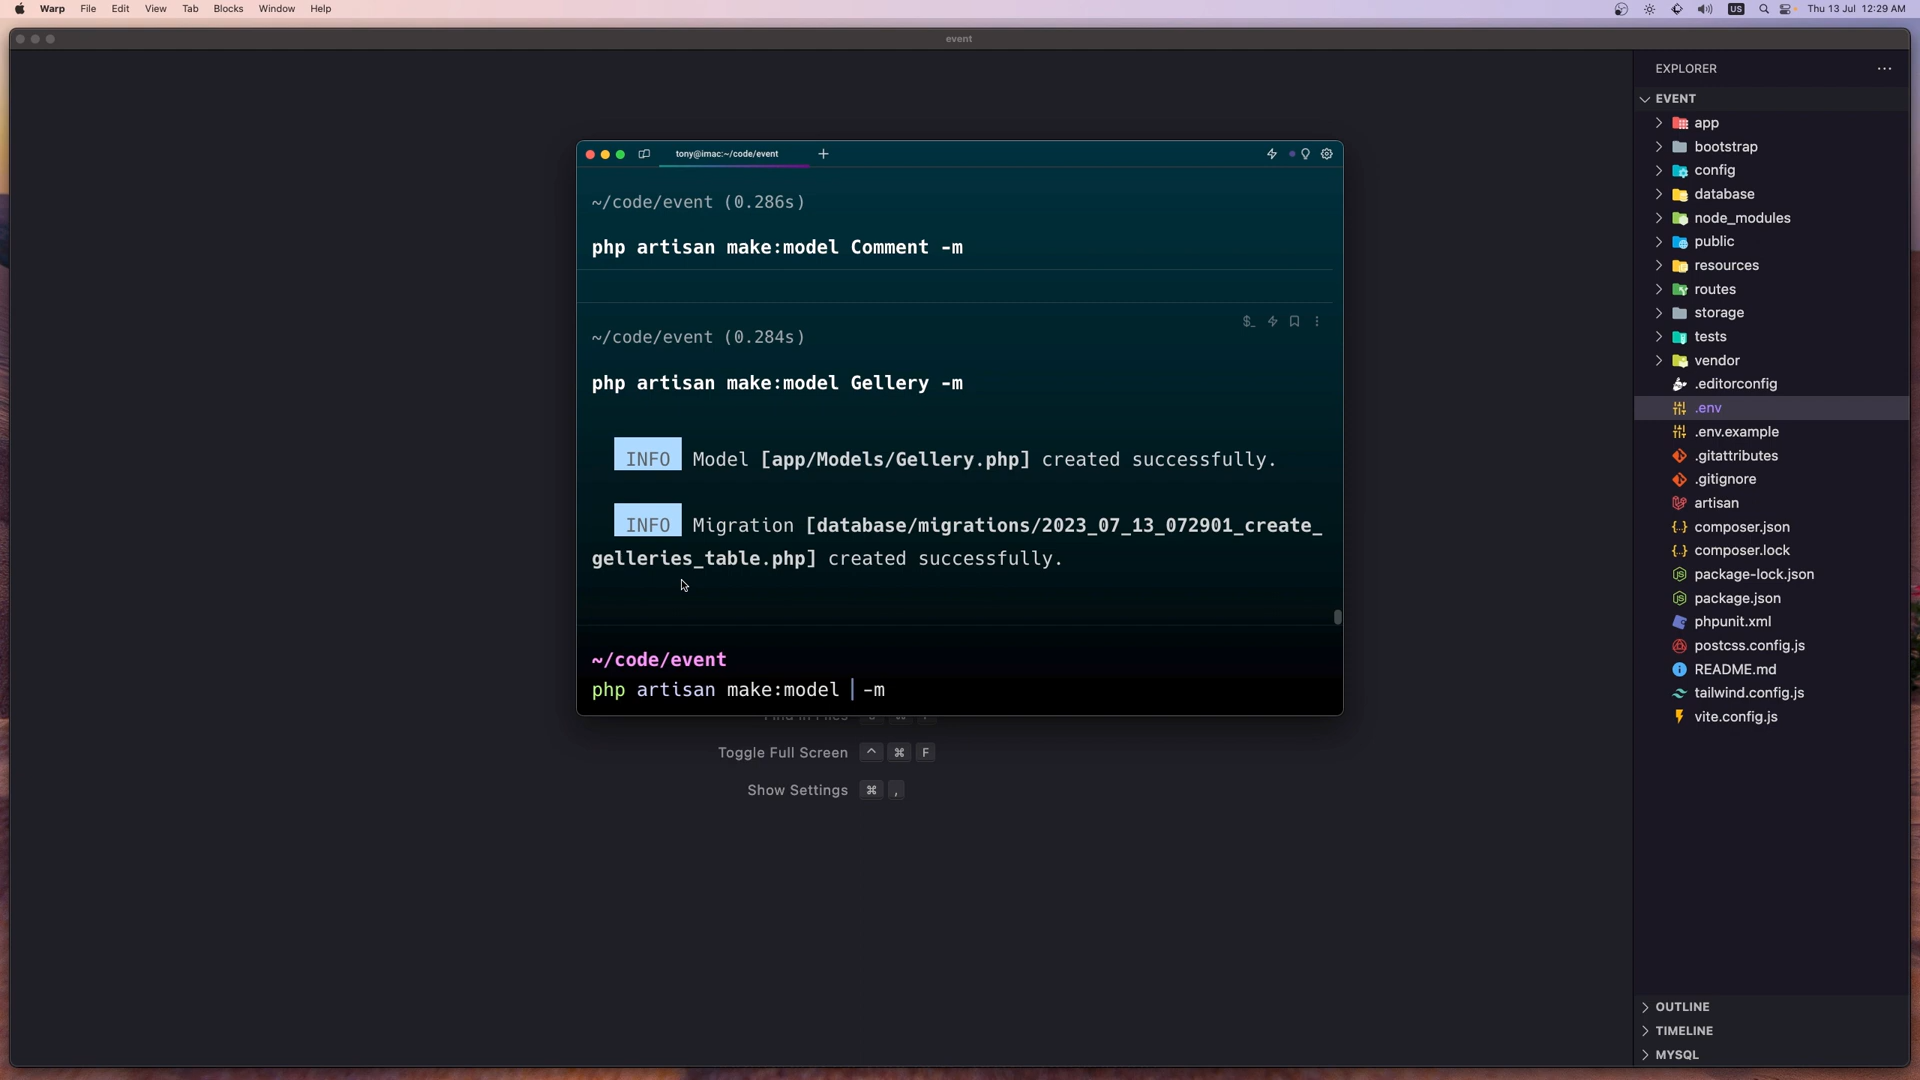 Warp File Edit View Tab Blocks Window Help
US Thu 13 Jul 12:29 AM
event
EXPLORER
EVENT
app
bootstrap
config
database
node_modules
public
resources
routes
storage
tests
vendor
.editorconfig
.env
.env.example
.gitattributes
.gitignore
artisan
composer.json
composer.lock
package-lock.json
package.json
phpunit.xml
postcss.config.js
README.md
tailwind.config.js
vite.config.js
OUTLINE
TIMELINE
MYSQL
tony@imac:~/code/event
~/code/event (0.286s)
php artisan make:model Comment -m
~/code/event (0.284s)
php artisan make:model Gellery -m
INFO Model [app/Models/Gellery.php] created successfully.
INFO Migration [database/migrations/2023_07_13_072901_create_
gelleries_table.php] created successfully.
~/code/event
php artisan make:model -m
Find in Files
Toggle Full Screen ^ ⌘ F
Show Settings ⌘ ,